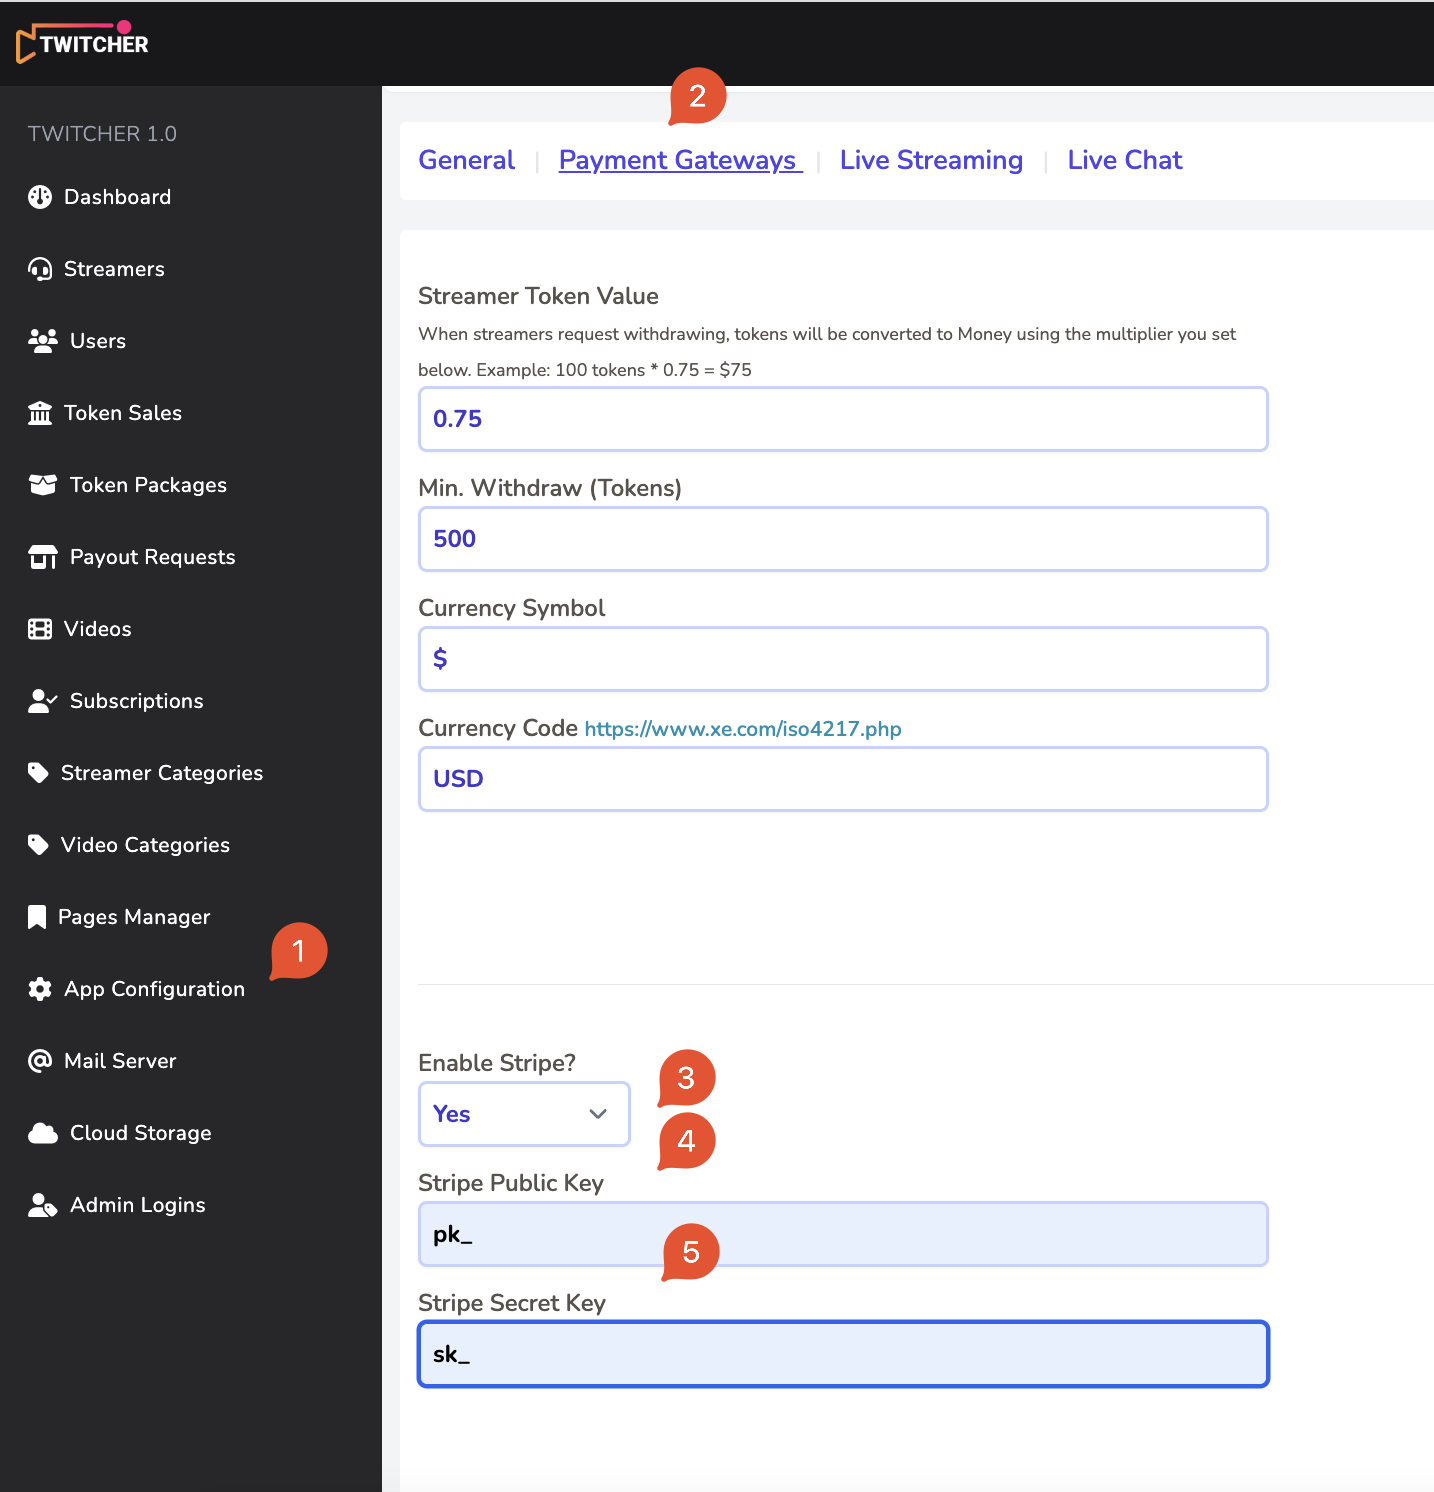 TWITCHER
TWITCHER 1.0
Dashboard
Streamers
Users
Token Sales
Token Packages
Payout Requests
Videos
Subscriptions
Streamer Categories
Video Categories
Pages Manager
1
App Configuration
Mail Server
Cloud Storage
Admin Logins
2
General | Payment Gateways | Live Streaming | Live Chat
Streamer Token Value
When streamers request withdrawing, tokens will be converted to Money using the multiplier you set
below. Example: 100 tokens * 0.75 = $75
0.75
Min. Withdraw (Tokens)
500
Currency Symbol
$
Currency Code https://www.xe.com/iso4217.php
USD
Enable Stripe?
3
Yes
4
Stripe Public Key
pk_
5
Stripe Secret Key
sk_